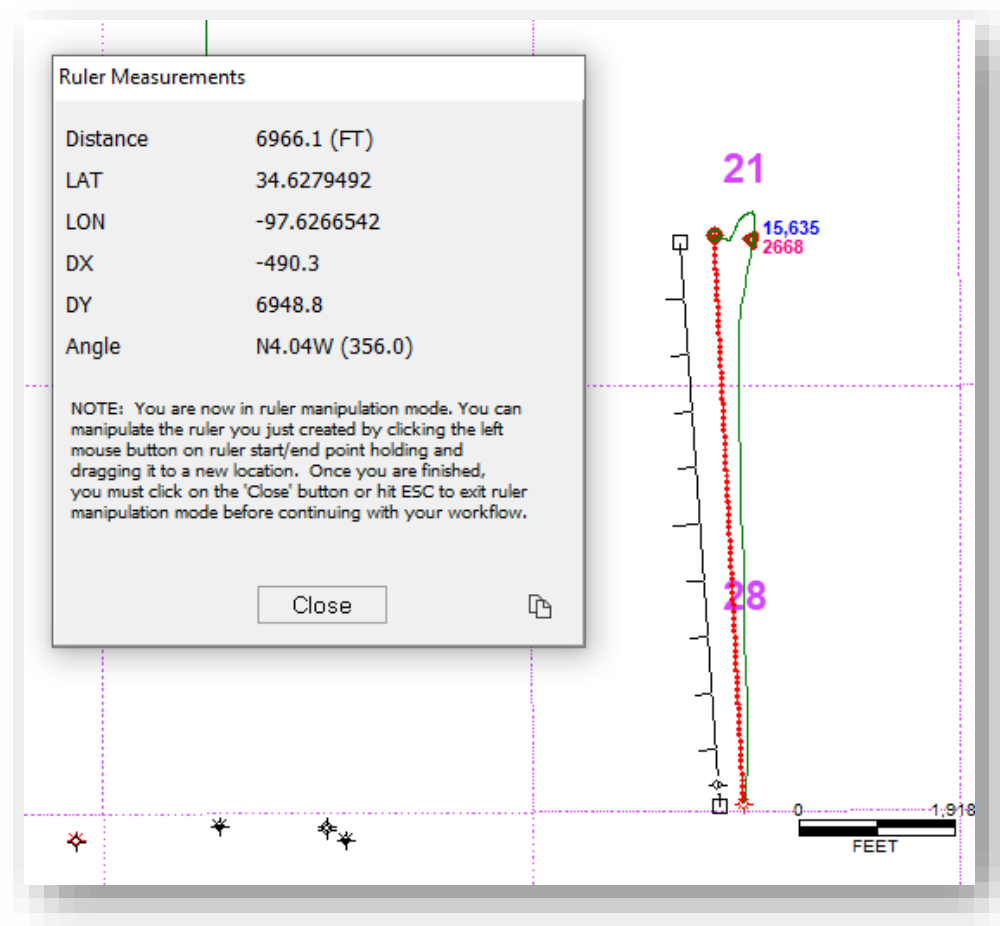 Ruler Measurements
Distance 6966.1 (FT)
LAT 34.6279492
LON -97.6266542
DX -490.3
DY 6948.8
Angle N4.04W (356.0)
NOTE: You are now in ruler manipulation mode. You can
manipulate the ruler you just created by clicking the left
mouse button on ruler start/end point holding and
dragging it to a new location. Once you are finished,
you must click on the 'Close' button or hit ESC to exit ruler
manipulation mode before continuing with your workflow.
Close
21
15,635
2668
28
0 1,918
FEET